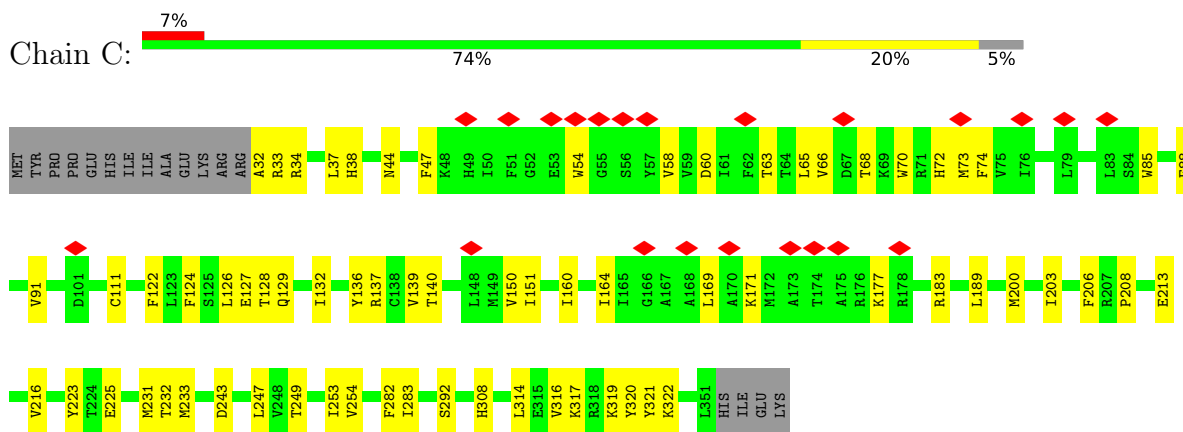 7%
Chain C:
74% 20% 5%
MET TYR PRO PRO GLU HIS ILE ILE ALA GLU LYS ARG ARG A32 R33 R34 L37 H38 N44 F47 K48 H49 I50 F51 G52 E53 W54 G55 S56 Y57 V58 V59 D60 I61 F62 T63 T64 L65 V66 D67 T68 K69 W70 R71 H72 M73 F74 V75 I76 L79 L83 S84 W85
V91 D101 C111 F122 L123 F124 S125 L126 E127 T128 Q129 I132 Y136 R137 C138 V139 T140 L148 M149 V150 I151 I160 I164 I165 G166 A167 A168 L169 A170 K171 M172 A173 T174 A175 R176 K177 R178 R183 L189 M200 I203 F206 R207 P208 E213
V216 Y223 T224 E225 M231 T232 M233 D243 L247 V248 T249 I253 V254 F282 I283 S292 H308 L314 E315 V316 K317 R318 K319 Y320 Y321 K322 L351 HIS ILE GLU LYS